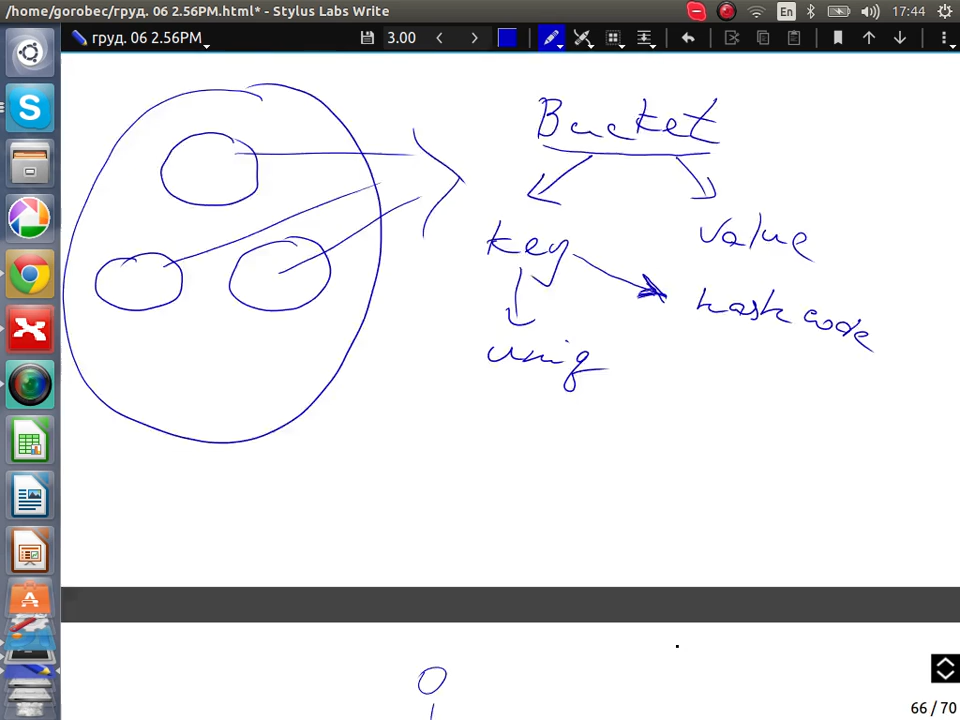 /home/gorobec/груд. 06 2.56PM.html* - Stylus Labs Write
En
17:44
груд. 06 2.56PM
3.00
Bucket
key
value
hash code
uniq
66 / 70